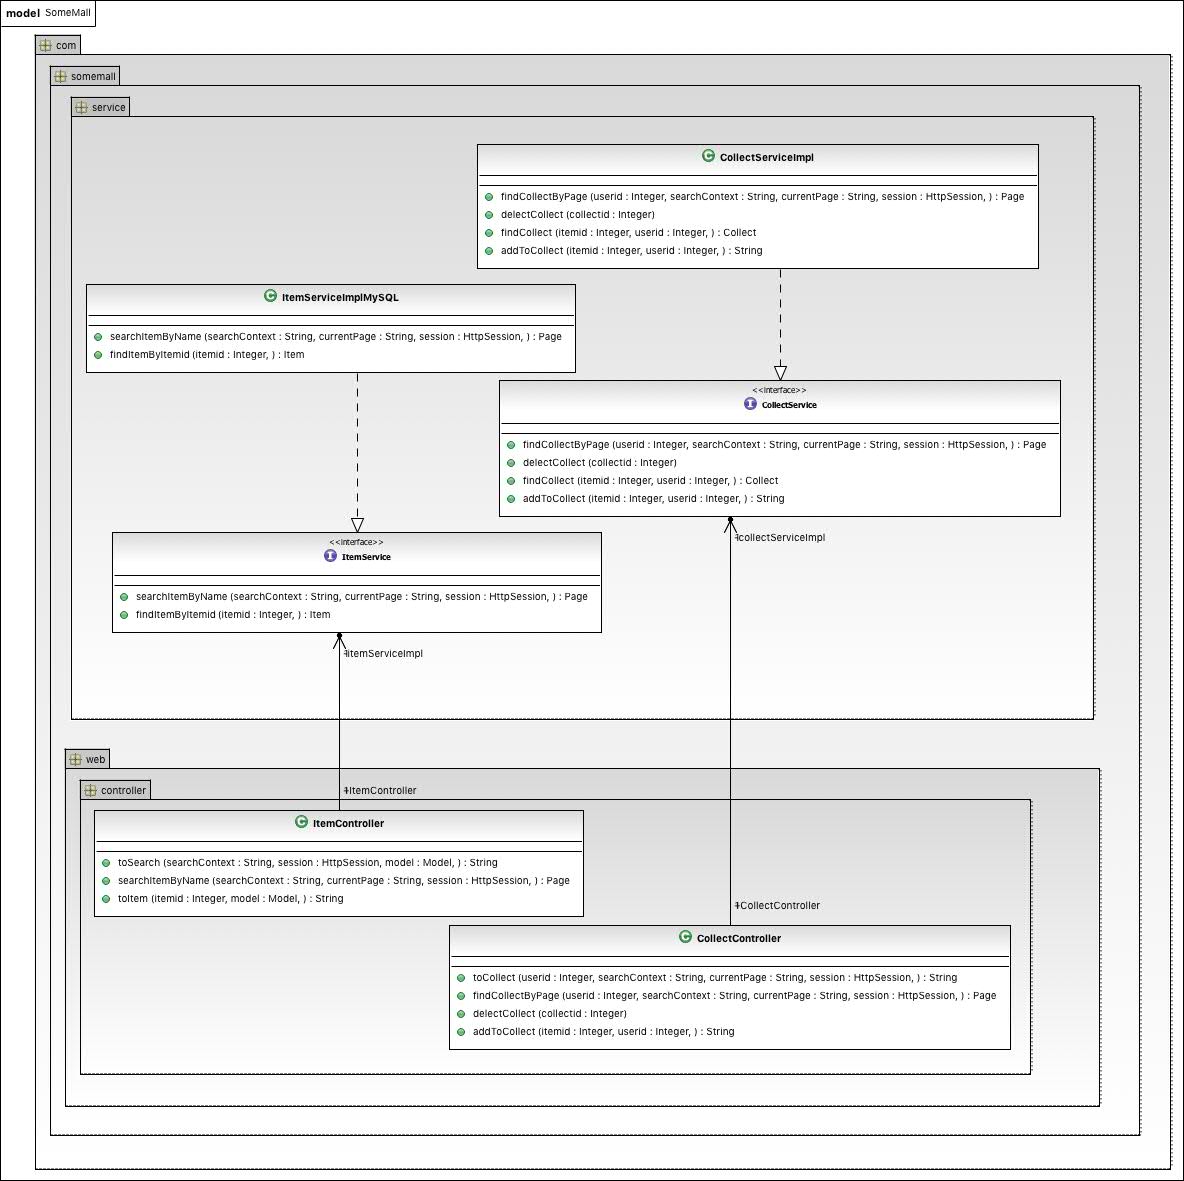 model SomeMall
com
somemall
service
CollectServiceImpl
findCollectByPage (userid : Integer, searchContext : String, currentPage : String, session : HttpSession, ) : Page
delectCollect (collectid : Integer)
findCollect (itemid : Integer, userid : Integer, ) : Collect
addToCollect (itemid : Integer, userid : Integer, ) : String
ItemServiceImplMySQL
searchItemByName (searchContext : String, currentPage : String, session : HttpSession, ) : Page
findItemByItemid (itemid : Integer, ) : Item
<<interface>>
CollectService
findCollectByPage (userid : Integer, searchContext : String, currentPage : String, session : HttpSession, ) : Page
delectCollect (collectid : Integer)
findCollect (itemid : Integer, userid : Integer, ) : Collect
addToCollect (itemid : Integer, userid : Integer, ) : String
-collectServiceImpl
<<interface>>
ItemService
searchItemByName (searchContext : String, currentPage : String, session : HttpSession, ) : Page
findItemByItemid (itemid : Integer, ) : Item
-itemServiceImpl
web
controller
-ItemController
ItemController
toSearch (searchContext : String, session : HttpSession, model : Model, ) : String
searchItemByName (searchContext : String, currentPage : String, session : HttpSession, ) : Page
toItem (itemid : Integer, model : Model, ) : String
-CollectController
CollectController
toCollect (userid : Integer, searchContext : String, currentPage : String, session : HttpSession, ) : String
findCollectByPage (userid : Integer, searchContext : String, currentPage : String, session : HttpSession, ) : Page
delectCollect (collectid : Integer)
addToCollect (itemid : Integer, userid : Integer, ) : String